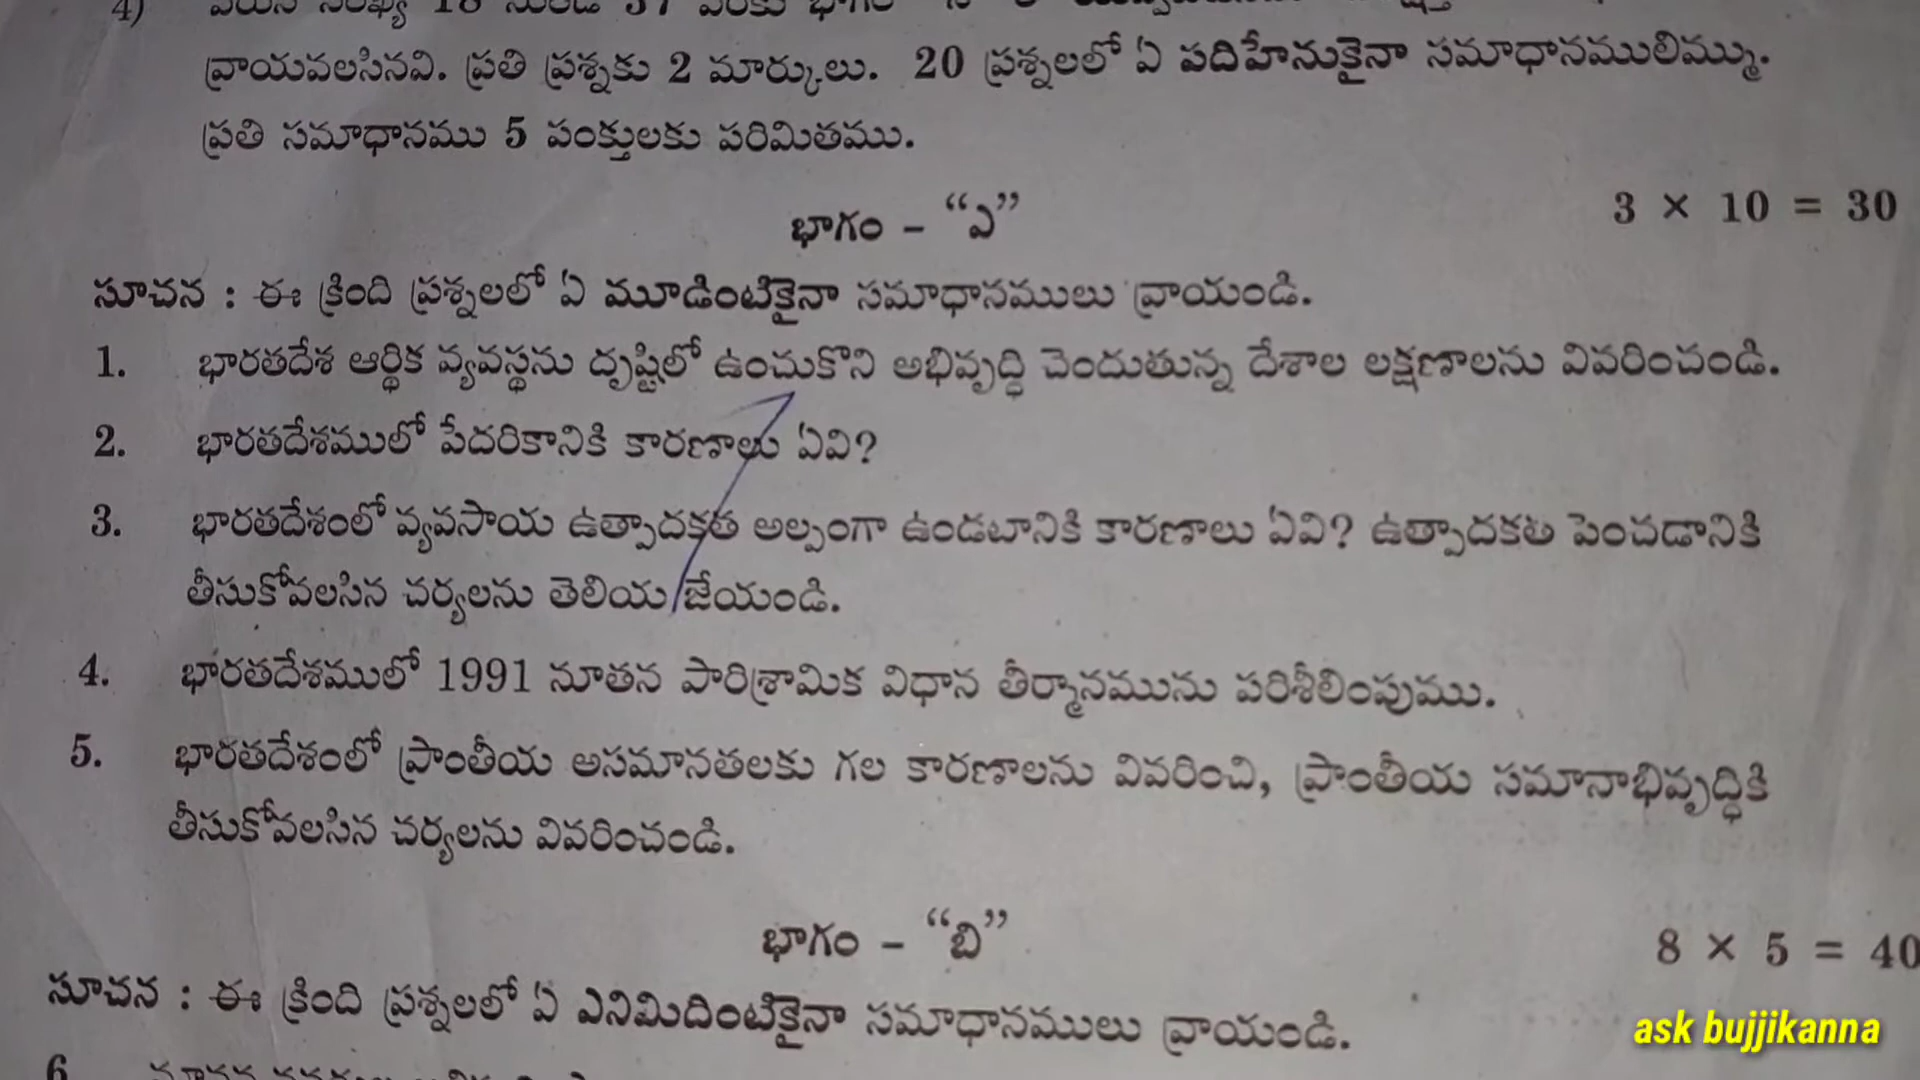 4)
వ్రాయవలసినవి. ప్రతి ప్రశ్నకు 2 మార్కులు. 20 ప్రశ్నలలో ఏ పదిహేనుకైనా సమాధానములిమ్ము.
ప్రతి సమాధానము 5 పంక్తులకు పరిమితము.
భాగం - “ఎ”
3 × 10 = 30
సూచన : ఈ క్రింది ప్రశ్నలలో ఏ మూడింటికైనా సమాధానములు వ్రాయండి.
1. భారతదేశ ఆర్థిక వ్యవస్థను దృష్టిలో ఉంచుకొని అభివృద్ధి చెందుతున్న దేశాల లక్షణాలను వివరించండి.
2. భారతదేశములో పేదరికానికి కారణాలు ఏవి?
3. భారతదేశంలో వ్యవసాయ ఉత్పాదకత అల్పంగా ఉండటానికి కారణాలు ఏవి? ఉత్పాదకత పెంచడానికి
తీసుకోవలసిన చర్యలను తెలియ జేయండి.
4. భారతదేశములో 1991 నూతన పారిశ్రామిక విధాన తీర్మానమును పరిశీలింపుము.
5. భారతదేశంలో ప్రాంతీయ అసమానతలకు గల కారణాలను వివరించి, ప్రాంతీయ సమానాభివృద్ధికి
తీసుకోవలసిన చర్యలను వివరించండి.
భాగం - “బి”
8 × 5 = 40
సూచన : ఈ క్రింది ప్రశ్నలలో ఏ ఎనిమిదింటికైనా సమాధానములు వ్రాయండి.
ask bujjikanna
6